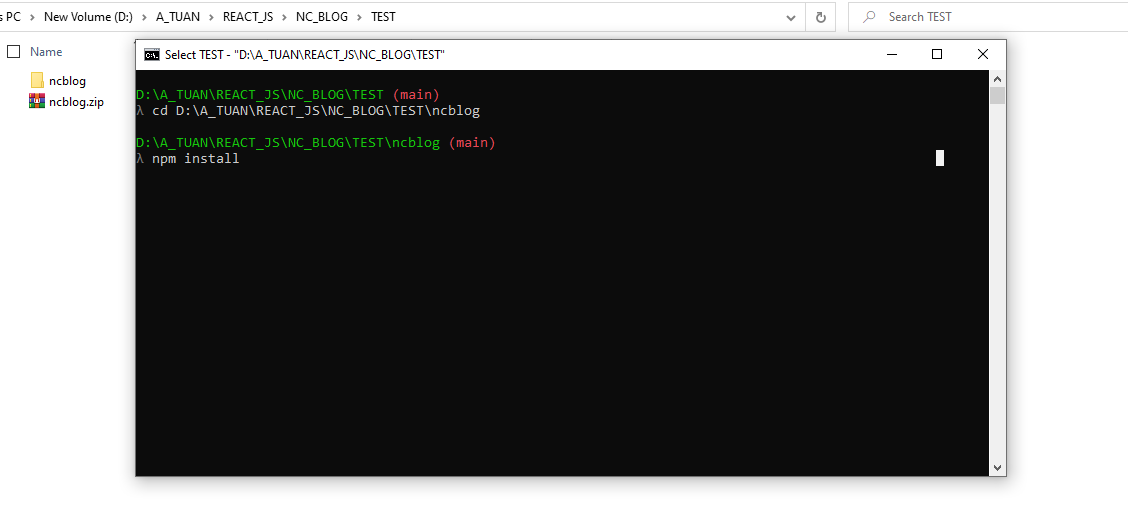 s PC > New Volume (D:) > A_TUAN > REACT_JS > NC_BLOG > TEST
Search TEST
Name
ncblog
ncblog.zip
Select TEST - "D:\A_TUAN\REACT_JS\NC_BLOG\TEST"
D:\A_TUAN\REACT_JS\NC_BLOG\TEST (main)
λ cd D:\A_TUAN\REACT_JS\NC_BLOG\TEST\ncblog
D:\A_TUAN\REACT_JS\NC_BLOG\TEST\ncblog (main)
λ npm install